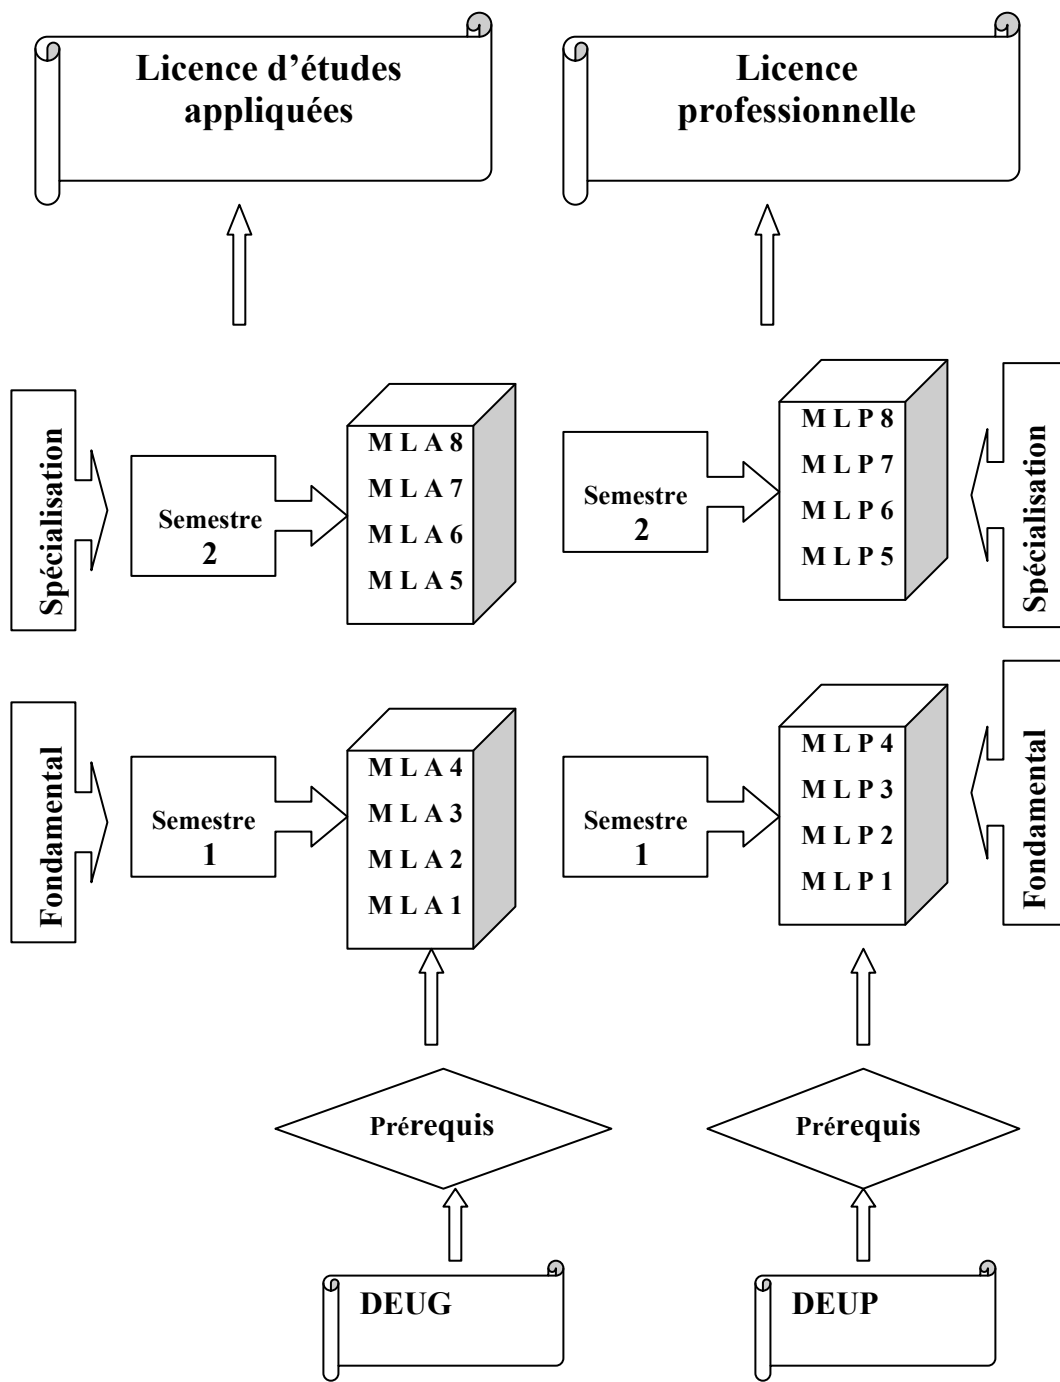 Licence d’études
appliquées
Licence
professionnelle
Spécialisation
Semestre
2
M L A 8
M L A 7
M L A 6
M L A 5
Semestre
2
M L P 8
M L P 7
M L P 6
M L P 5
Spécialisation
Fondamental
Semestre
1
M L A 4
M L A 3
M L A 2
M L A 1
Semestre
1
M L P 4
M L P 3
M L P 2
M L P 1
Fondamental
Prérequis
Prérequis
DEUG
DEUP